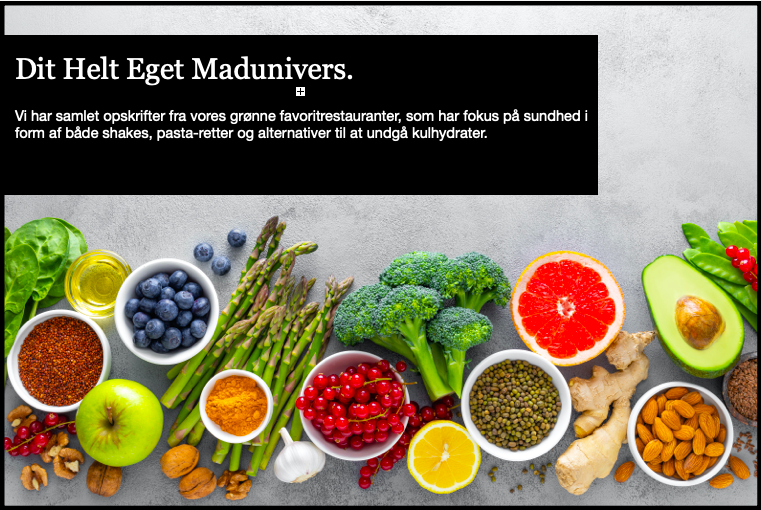 Dit Helt Eget Madunivers.
Vi har samlet opskrifter fra vores grønne favoritrestauranter, som har fokus på sundhed i
form af både shakes, pasta-retter og alternativer til at undgå kulhydrater.